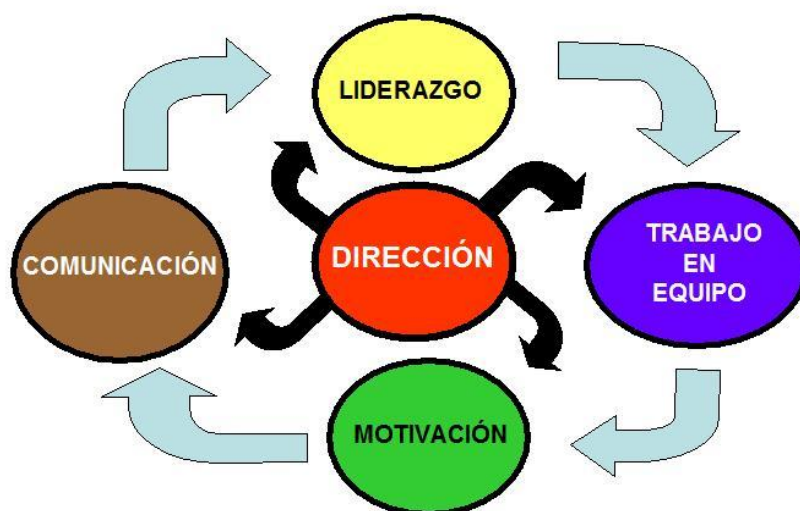 LIDERAZGO
COMUNICACIÓN
DIRECCIÓN
TRABAJO
EN
EQUIPO
MOTIVACIÓN